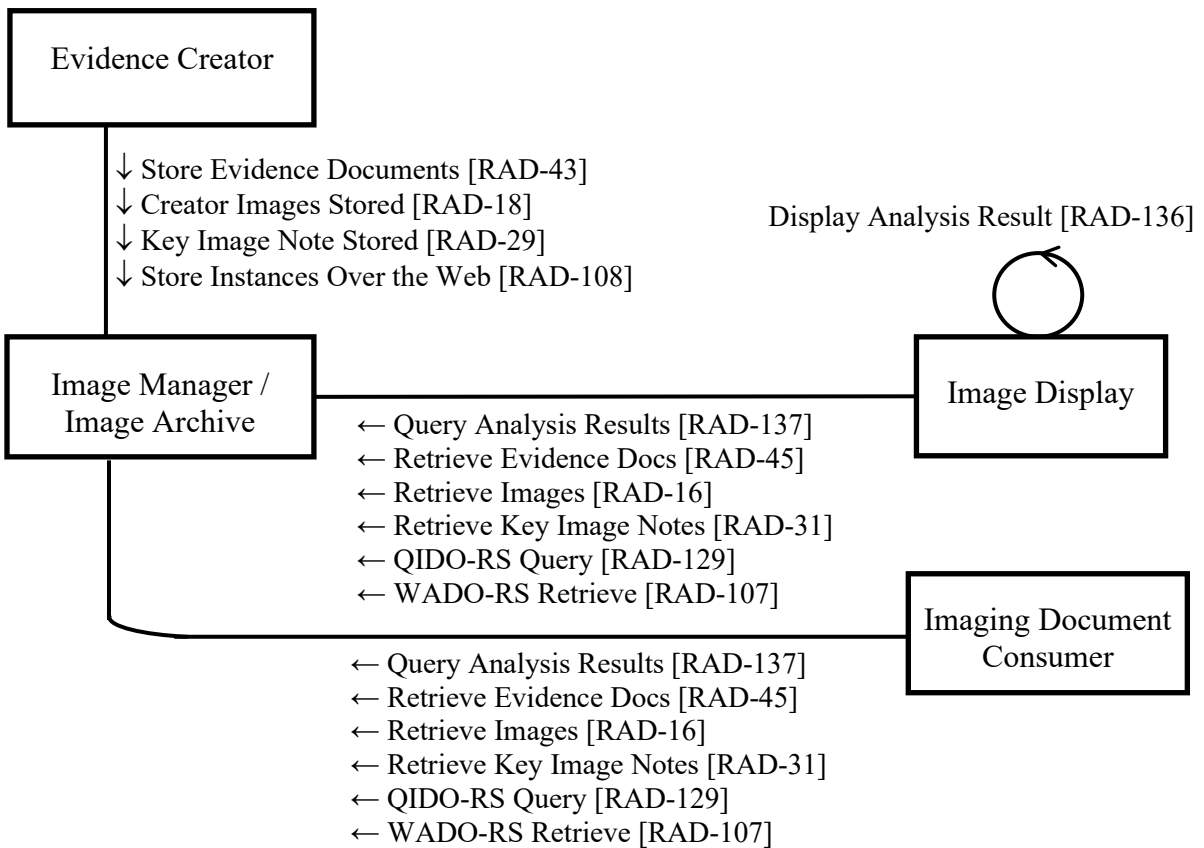 Evidence Creator
↓ Store Evidence Documents [RAD-43]
↓ Creator Images Stored [RAD-18]
↓ Key Image Note Stored [RAD-29]
↓ Store Instances Over the Web [RAD-108]
Display Analysis Result [RAD-136]
Image Manager /
Image Archive
Image Display
← Query Analysis Results [RAD-137]
← Retrieve Evidence Docs [RAD-45]
← Retrieve Images [RAD-16]
← Retrieve Key Image Notes [RAD-31]
← QIDO-RS Query [RAD-129]
← WADO-RS Retrieve [RAD-107]
Imaging Document
Consumer
← Query Analysis Results [RAD-137]
← Retrieve Evidence Docs [RAD-45]
← Retrieve Images [RAD-16]
← Retrieve Key Image Notes [RAD-31]
← QIDO-RS Query [RAD-129]
← WADO-RS Retrieve [RAD-107]